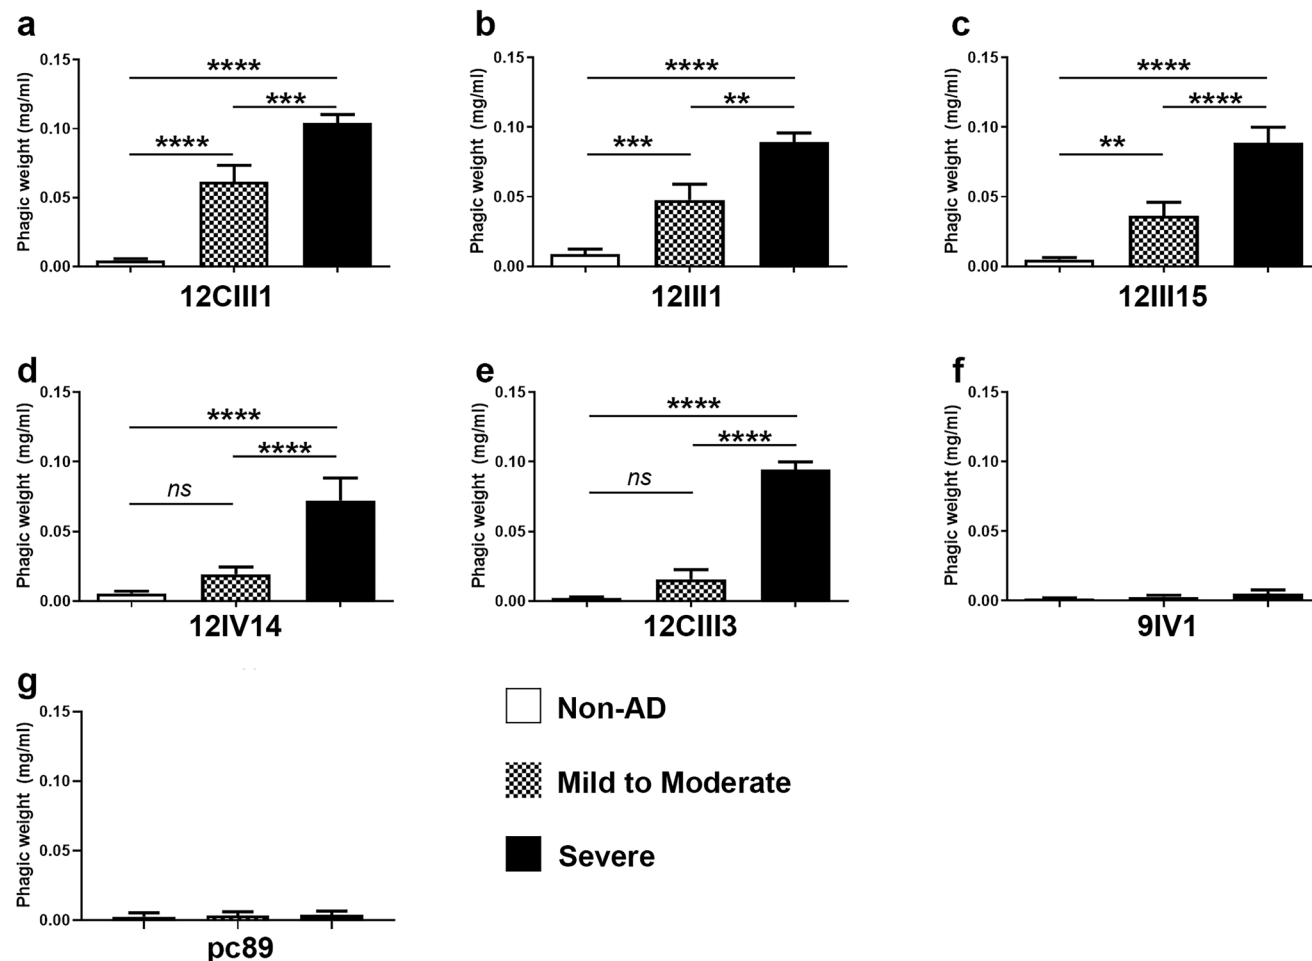 a
Phagic weight (mg/ml)
0.15
0.10
0.05
0.00
****
***
****
12CIII1
b
Phagic weight (mg/ml)
0.15
0.10
0.05
0.00
****
**
***
12III1
c
Phagic weight (mg/ml)
0.15
0.10
0.05
0.00
****
****
**
12III15
d
Phagic weight (mg/ml)
0.15
0.10
0.05
0.00
****
****
ns
12IV14
e
Phagic weight (mg/ml)
0.15
0.10
0.05
0.00
****
****
ns
12CIII3
f
Phagic weight (mg/ml)
0.15
0.10
0.05
0.00
9IV1
g
Phagic weight (mg/ml)
0.15
0.10
0.05
0.00
pc89
Non-AD
Mild to Moderate
Severe